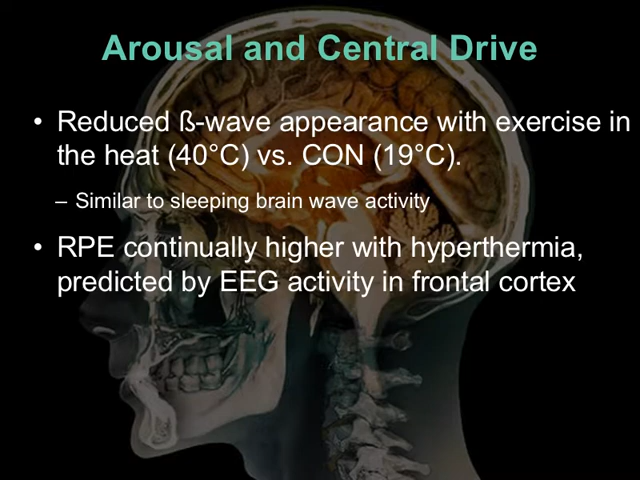 Arousal and Central Drive
• Reduced ß-wave appearance with exercise in
the heat (40°C) vs. CON (19°C).
– Similar to sleeping brain wave activity
• RPE continually higher with hyperthermia,
predicted by EEG activity in frontal cortex